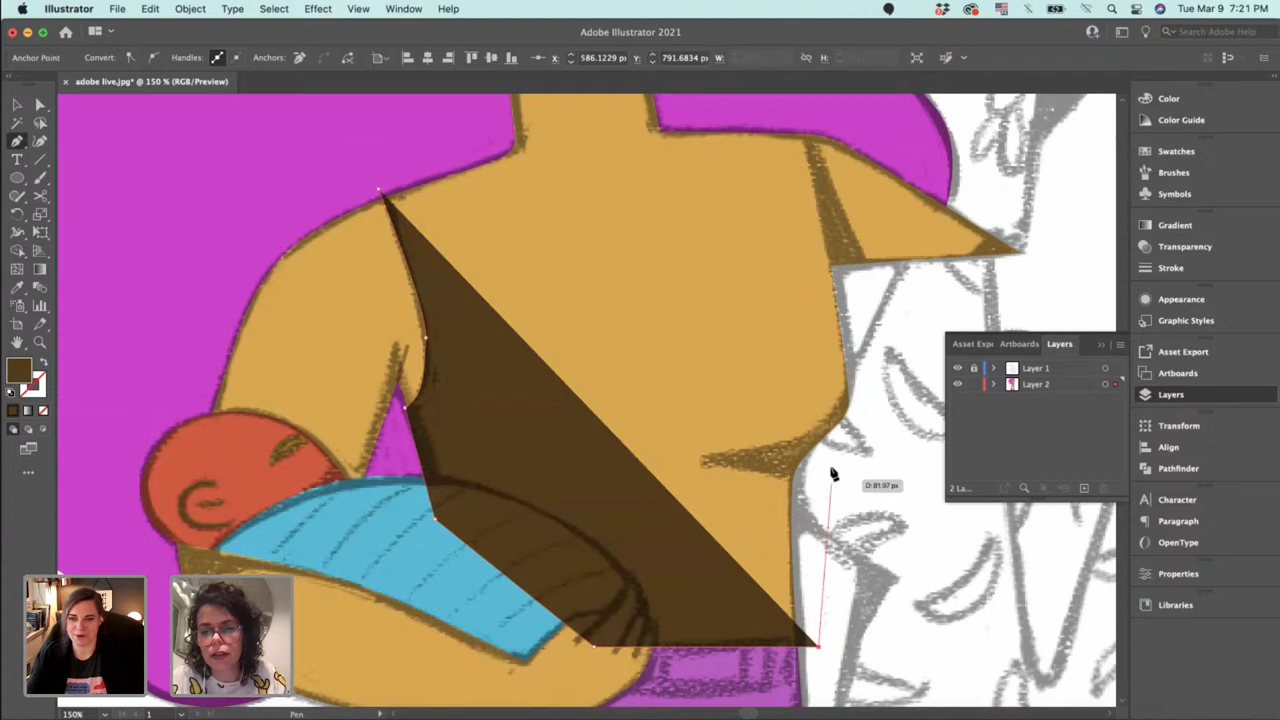 Illustrator File Edit Object Type Select Effect View Window Help Tue Mar 9 7:21 PM
Adobe Illustrator 2021
Search Adobe Help
Anchor Point Convert: Handles: Anchors: X: 586.1229 px Y: 791.6834 px W: H:
adobe live.jpg* @ 150 % (RGB/Preview)
Color
Color Guide
Swatches
Brushes
Symbols
Gradient
Transparency
Stroke
Appearance
Graphic Styles
Asset Export
Artboards
Layers
Transform
Align
Pathfinder
Character
Paragraph
OpenType
Properties
Libraries
Asset Exp Artboards Layers
Layer 1
Layer 2
2 La...
D: 81.97 px
150% 1 Pen